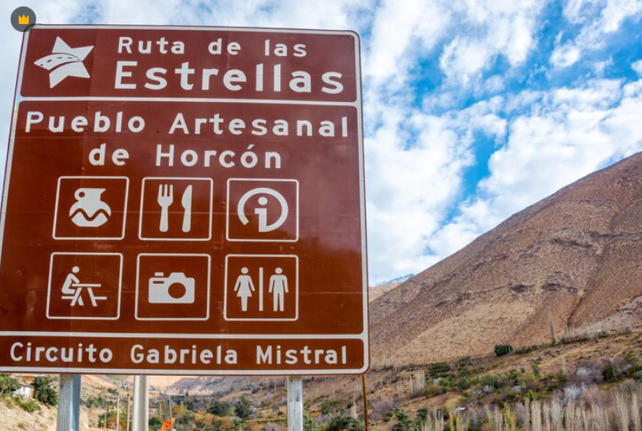 Ruta de las
Estrellas
Pueblo Artesanal
de Horcón
i
Circuito Gabriela Mistral